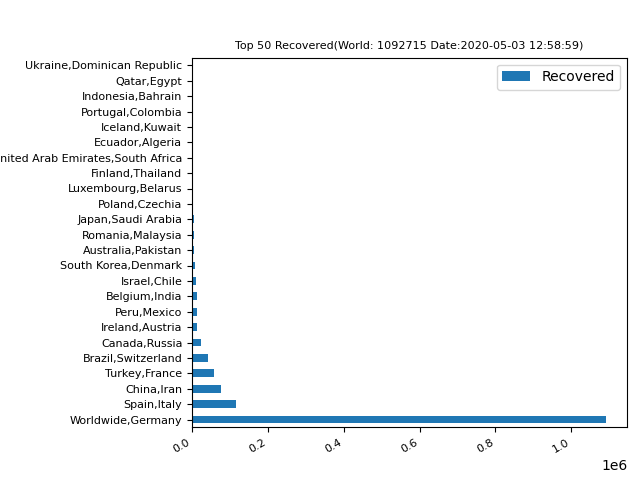 Top 50 Recovered(World: 1092715 Date:2020-05-03 12:58:59)
Recovered
Ukraine,Dominican Republic
Qatar,Egypt
Indonesia,Bahrain
Portugal,Colombia
Iceland,Kuwait
Ecuador,Algeria
nited Arab Emirates,South Africa
Finland,Thailand
Luxembourg,Belarus
Poland,Czechia
Japan,Saudi Arabia
Romania,Malaysia
Australia,Pakistan
South Korea,Denmark
Israel,Chile
Belgium,India
Peru,Mexico
Ireland,Austria
Canada,Russia
Brazil,Switzerland
Turkey,France
China,Iran
Spain,Italy
Worldwide,Germany
0.0 0.2 0.4 0.6 0.8 1.0
1e6